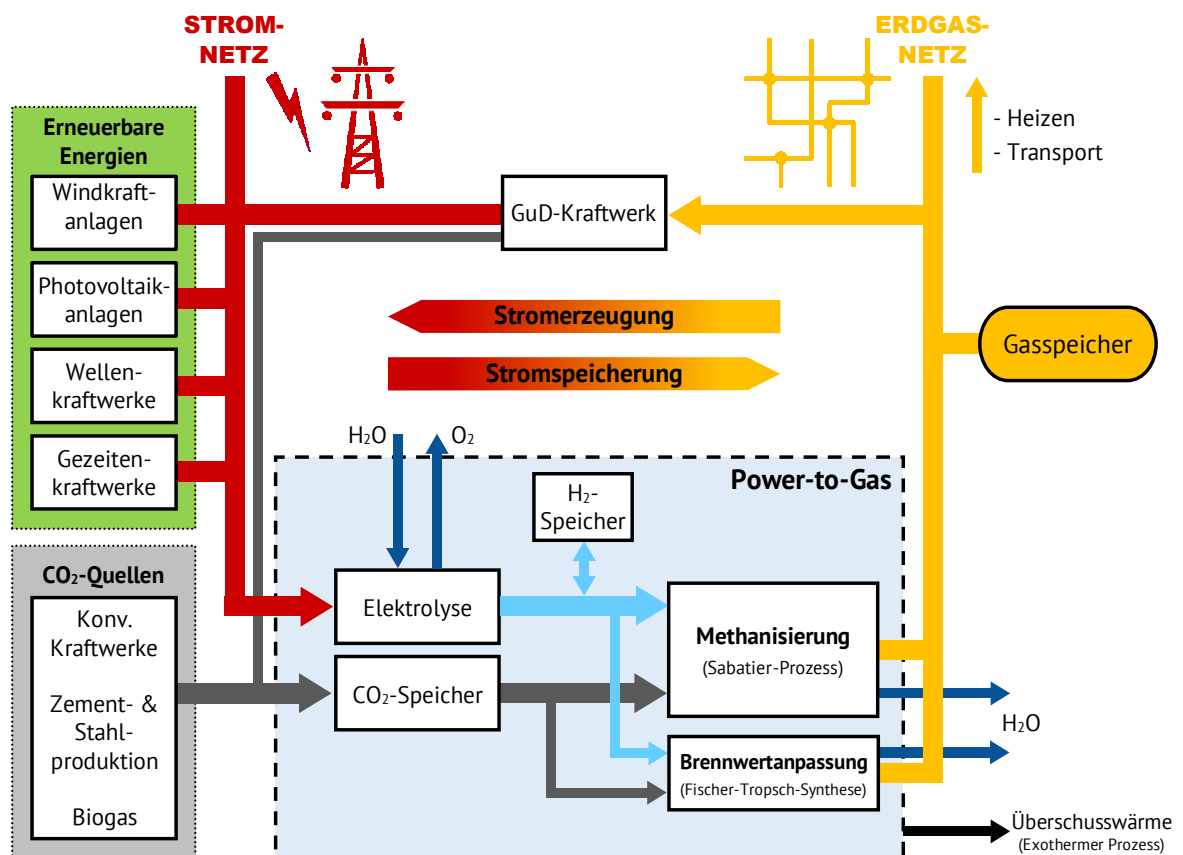 STROM-
NETZ
ERDGAS-
NETZ
- Heizen
- Transport
Erneuerbare
Energien
Windkraft-
anlagen
Photovoltaik-
anlagen
Wellen-
kraftwerke
Gezeiten-
kraftwerke
GuD-Kraftwerk
Stromerzeugung
Stromspeicherung
Gasspeicher
H₂O
O₂
Power-to-Gas
H₂-
Speicher
CO₂-Quellen
Konv.
Kraftwerke
Zement- &
Stahl-
produktion
Biogas
Elektrolyse
CO₂-Speicher
Methanisierung
(Sabatier-Prozess)
Brennwertanpassung
(Fischer-Tropsch-Synthese)
H₂O
Überschusswärme
(Exothermer Prozess)